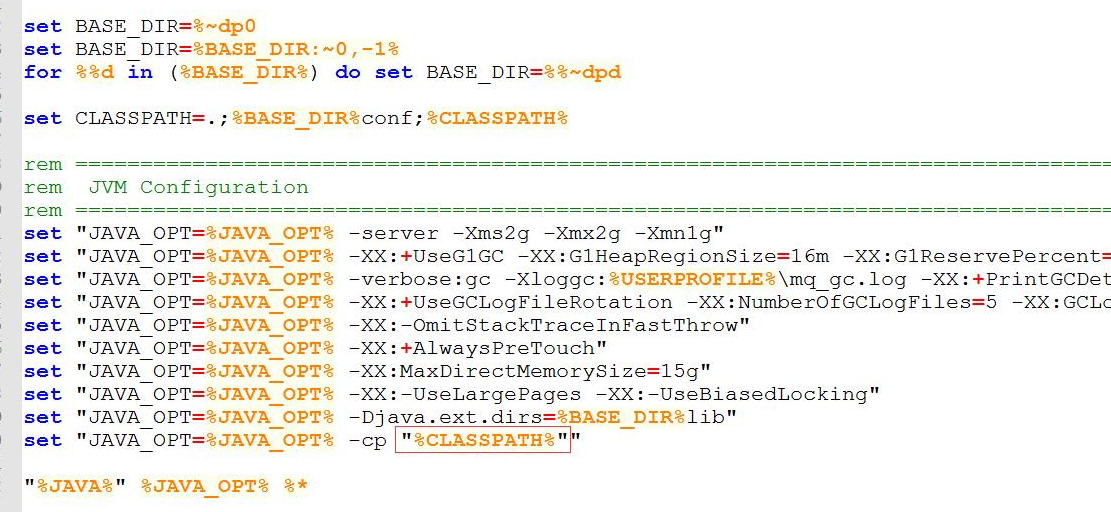 set BASE_DIR=%~dp0
set BASE_DIR=%BASE_DIR:~0,-1%
for %%d in (%BASE_DIR%) do set BASE_DIR=%%~dpd
set CLASSPATH=.;%BASE_DIR%conf;%CLASSPATH%
rem ================================================================================
rem  JVM Configuration
rem ================================================================================
set "JAVA_OPT=%JAVA_OPT% -server -Xms2g -Xmx2g -Xmn1g"
set "JAVA_OPT=%JAVA_OPT% -XX:+UseG1GC -XX:G1HeapRegionSize=16m -XX:G1ReservePercent=
set "JAVA_OPT=%JAVA_OPT% -verbose:gc -Xloggc:%USERPROFILE%\mq_gc.log -XX:+PrintGCDet
set "JAVA_OPT=%JAVA_OPT% -XX:+UseGCLogFileRotation -XX:NumberOfGCLogFiles=5 -XX:GCLo
set "JAVA_OPT=%JAVA_OPT% -XX:-OmitStackTraceInFastThrow"
set "JAVA_OPT=%JAVA_OPT% -XX:+AlwaysPreTouch"
set "JAVA_OPT=%JAVA_OPT% -XX:MaxDirectMemorySize=15g"
set "JAVA_OPT=%JAVA_OPT% -XX:-UseLargePages -XX:-UseBiasedLocking"
set "JAVA_OPT=%JAVA_OPT% -Djava.ext.dirs=%BASE_DIR%lib"
set "JAVA_OPT=%JAVA_OPT% -cp "%CLASSPATH%""
"%JAVA%" %JAVA_OPT% %*